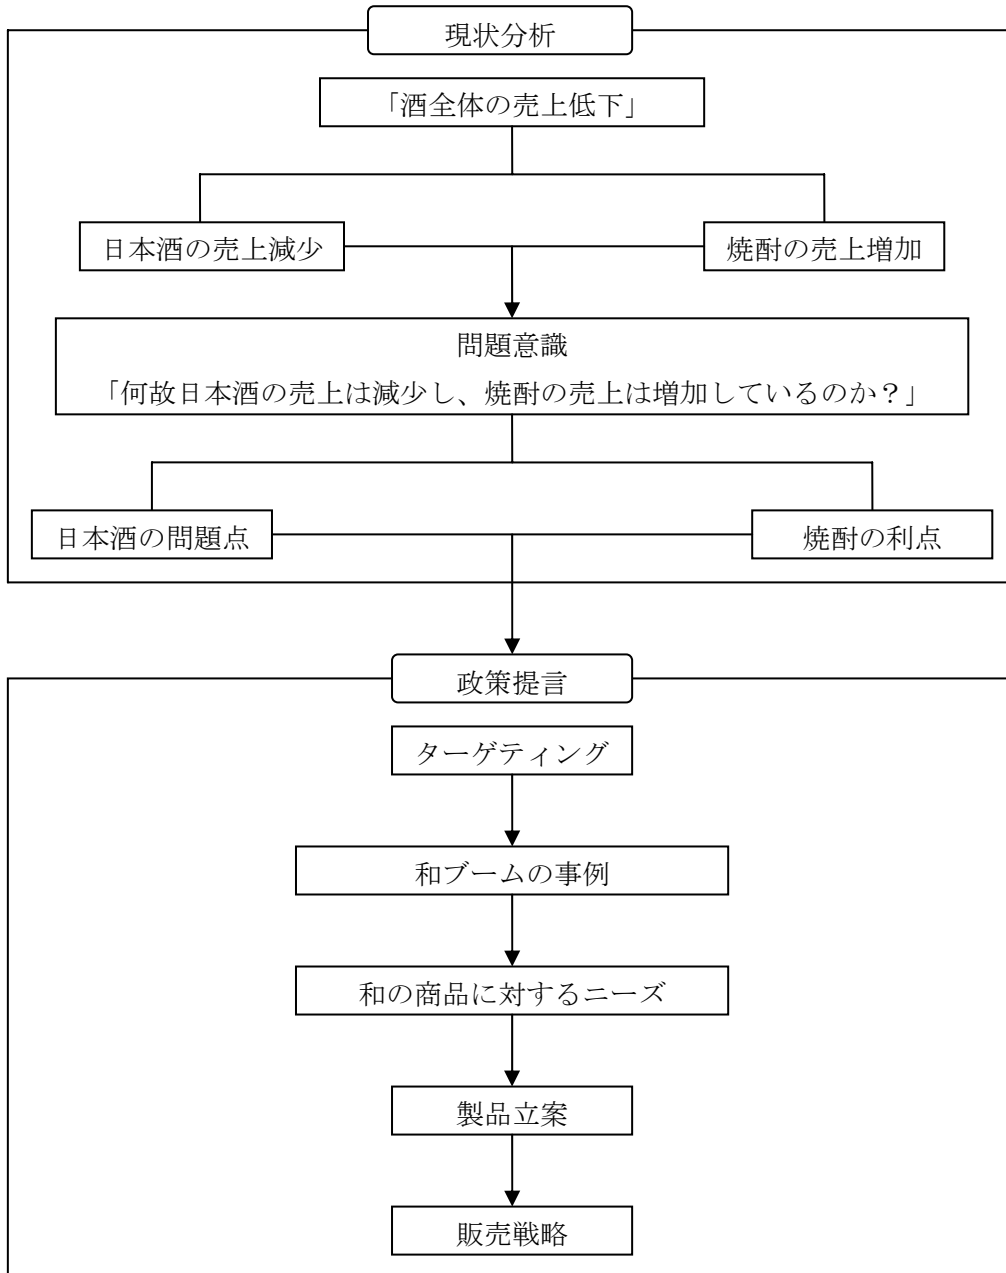 現状分析
「酒全体の売上低下」
日本酒の売上減少
焼酎の売上増加
問題意識
「何故日本酒の売上は減少し、焼酎の売上は増加しているのか？」
日本酒の問題点
焼酎の利点
政策提言
ターゲティング
和ブームの事例
和の商品に対するニーズ
製品立案
販売戦略